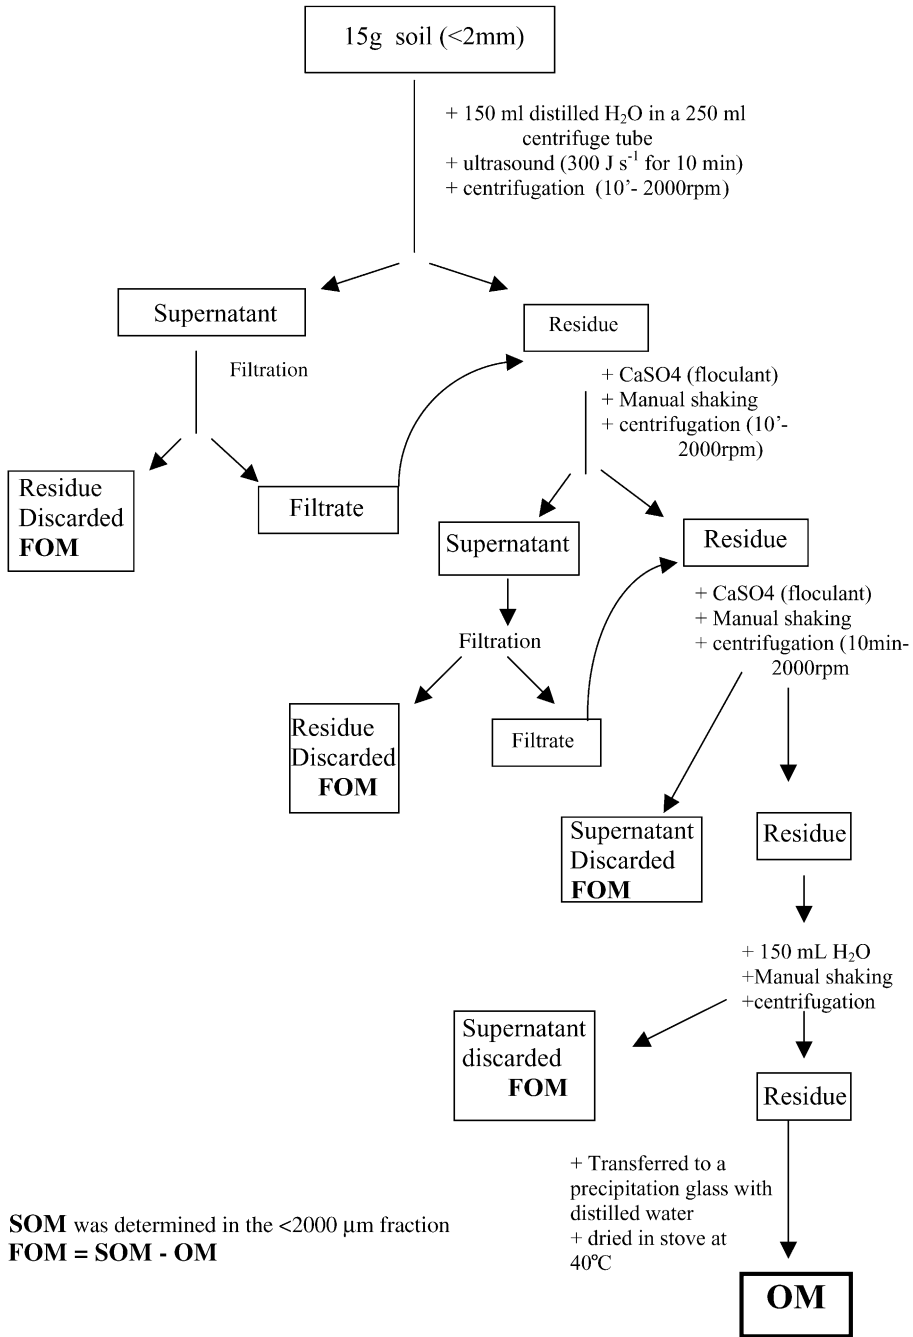 15g soil (<2mm)
+ 150 ml distilled H₂O in a 250 ml
centrifuge tube
+ ultrasound (300 J s⁻¹ for 10 min)
+ centrifugation (10’- 2000rpm)
Supernatant
Residue
Filtration
+ CaSO4 (floculant)
+ Manual shaking
+ centrifugation (10’-
2000rpm)
Residue
Discarded
FOM
Filtrate
Supernatant
Residue
+ CaSO4 (floculant)
+ Manual shaking
+ centrifugation (10min-
2000rpm
Filtration
Residue
Discarded
FOM
Filtrate
Supernatant
Discarded
FOM
Residue
+ 150 mL H₂O
+Manual shaking
+centrifugation
Supernatant
discarded
FOM
Residue
+ Transferred to a
precipitation glass with
distilled water
+ dried in stove at
40ºC
SOM was determined in the <2000 µm fraction
FOM = SOM - OM
OM